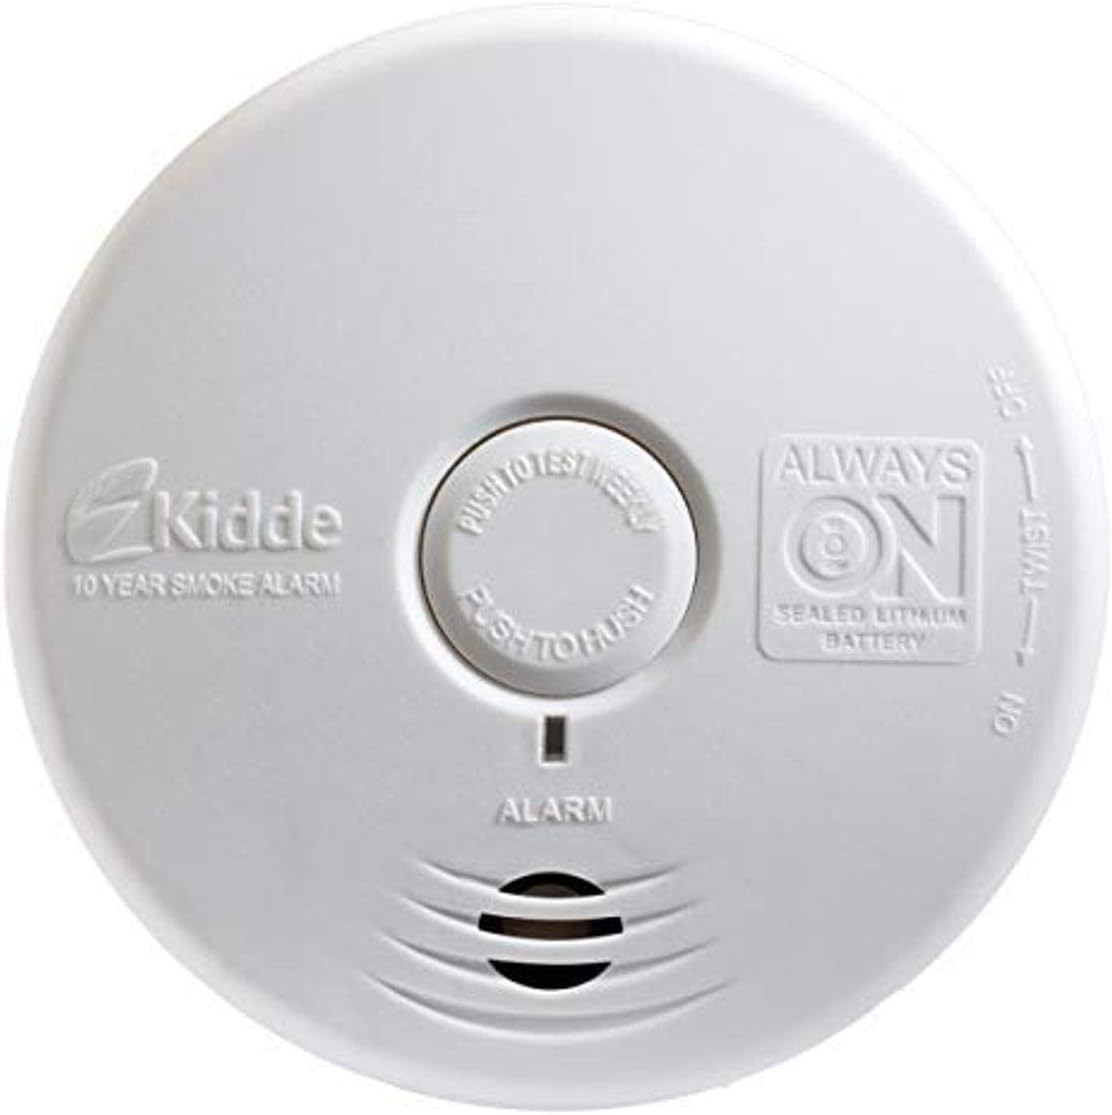 Kidde
10 YEAR SMOKE ALARM
PUSH TO TEST WEEKLY
PUSH TO HUSH
ALWAYS
ON
SEALED LITHIUM
BATTERY
OFF
TWIST
ON
ALARM